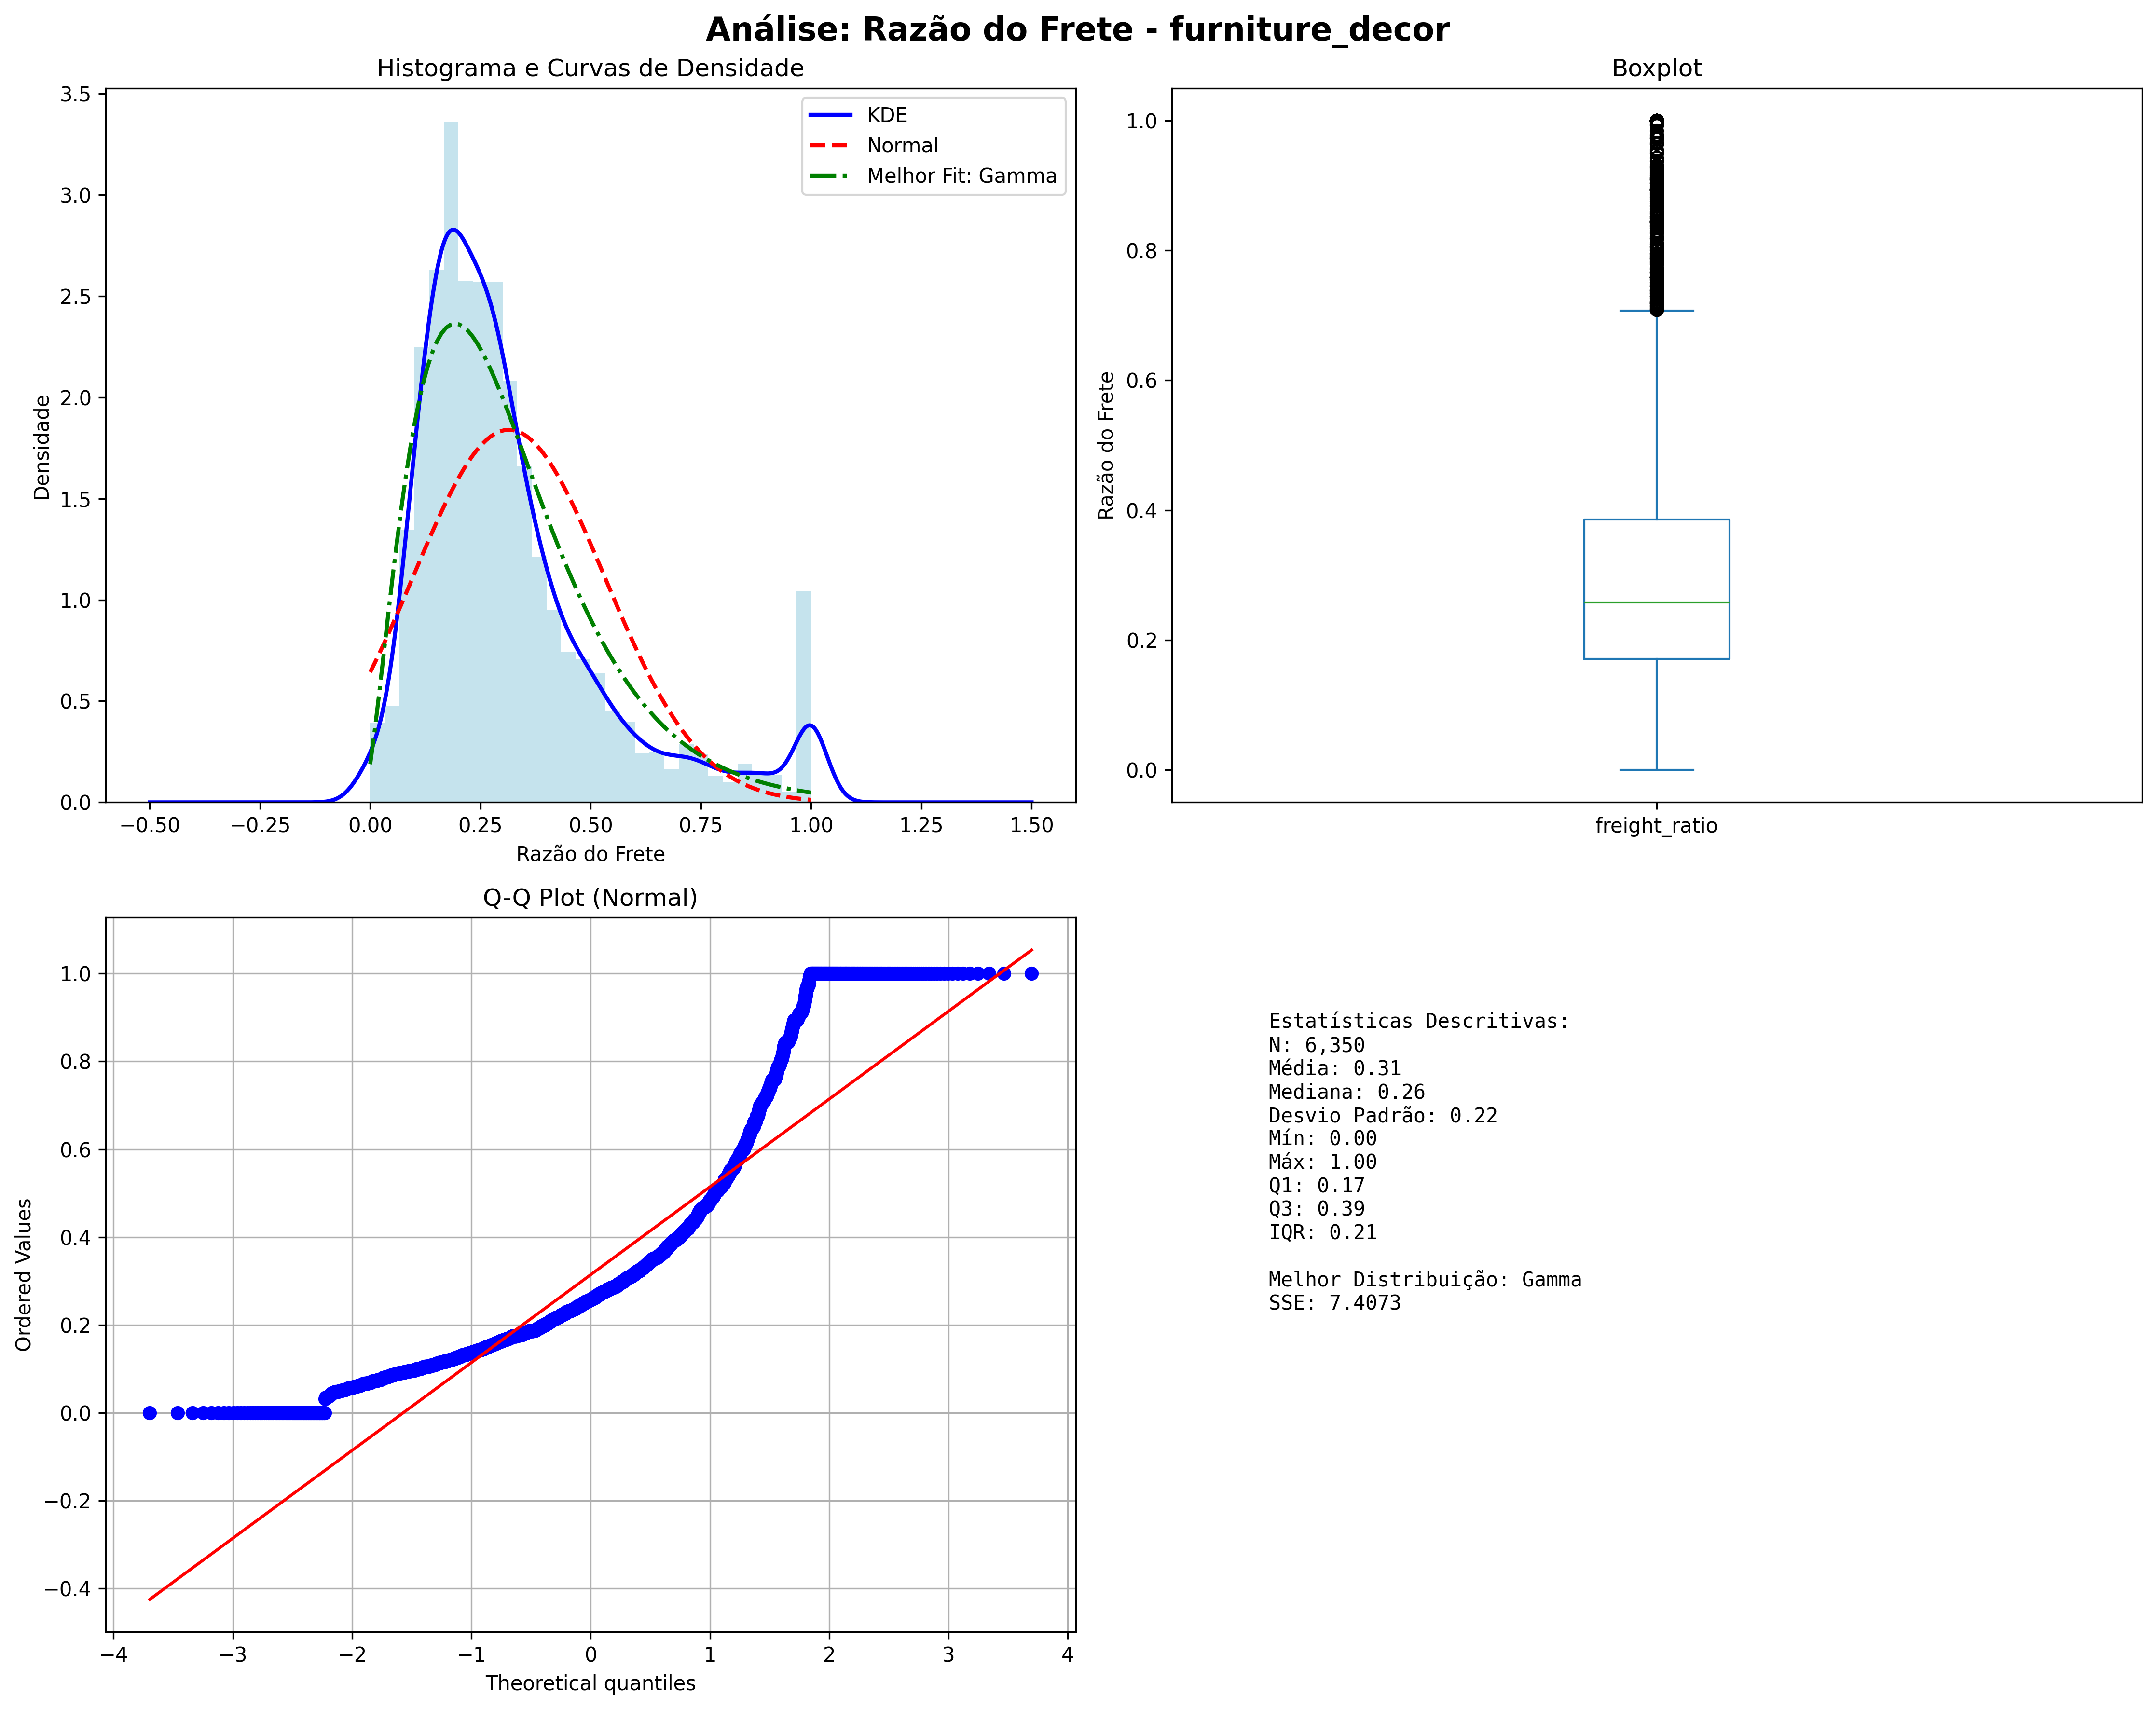 Análise: Razão do Frete - furniture_decor
Histograma e Curvas de Densidade
KDE
Normal
Melhor Fit: Gamma
Densidade
3.5
3.0
2.5
2.0
1.5
1.0
0.5
0.0
−0.50 −0.25 0.00 0.25 0.50 0.75 1.00 1.25 1.50
Razão do Frete
Boxplot
Razão do Frete
1.0
0.8
0.6
0.4
0.2
0.0
freight_ratio
Q-Q Plot (Normal)
Ordered Values
1.0
0.8
0.6
0.4
0.2
0.0
−0.2
−0.4
−4 −3 −2 −1 0 1 2 3 4
Theoretical quantiles
Estatísticas Descritivas:
N: 6,350
Média: 0.31
Mediana: 0.26
Desvio Padrão: 0.22
Mín: 0.00
Máx: 1.00
Q1: 0.17
Q3: 0.39
IQR: 0.21
Melhor Distribuição: Gamma
SSE: 7.4073